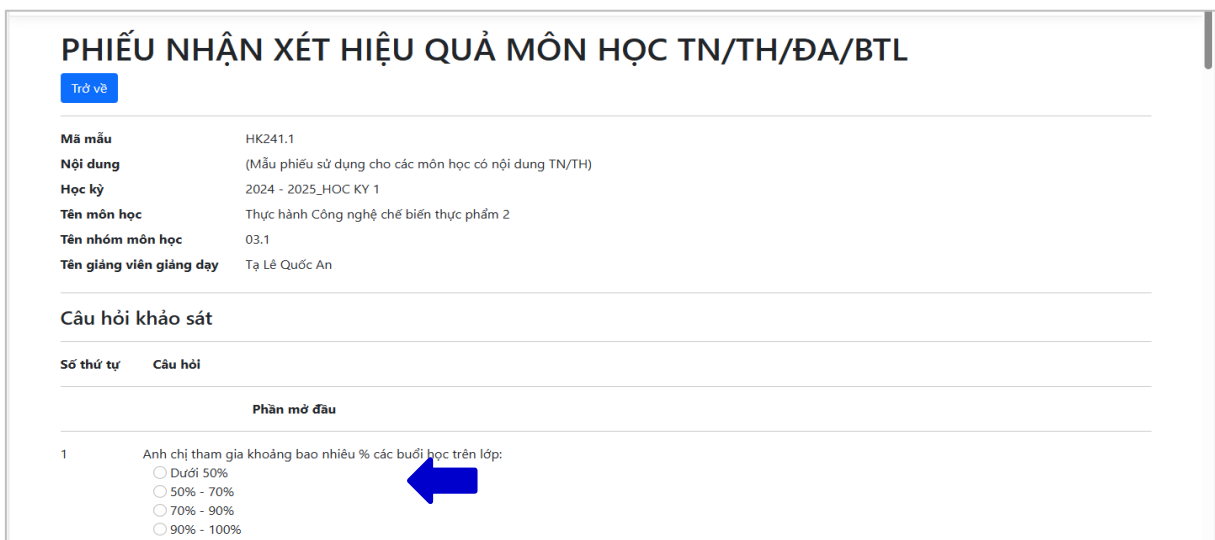 PHIẾU NHẬN XÉT HIỆU QUẢ MÔN HỌC TN/TH/ĐA/BTL
Trở về
Mã mẫu HK241.1
Nội dung (Mẫu phiếu sử dụng cho các môn học có nội dung TN/TH)
Học kỳ 2024 - 2025_HOC KY 1
Tên môn học Thực hành Công nghệ chế biến thực phẩm 2
Tên nhóm môn học 03.1
Tên giảng viên giảng dạy Tạ Lê Quốc An
Câu hỏi khảo sát
Số thứ tự Câu hỏi
Phần mở đầu
1 Anh chị tham gia khoảng bao nhiêu % các buổi học trên lớp:
Dưới 50%
50% - 70%
70% - 90%
90% - 100%